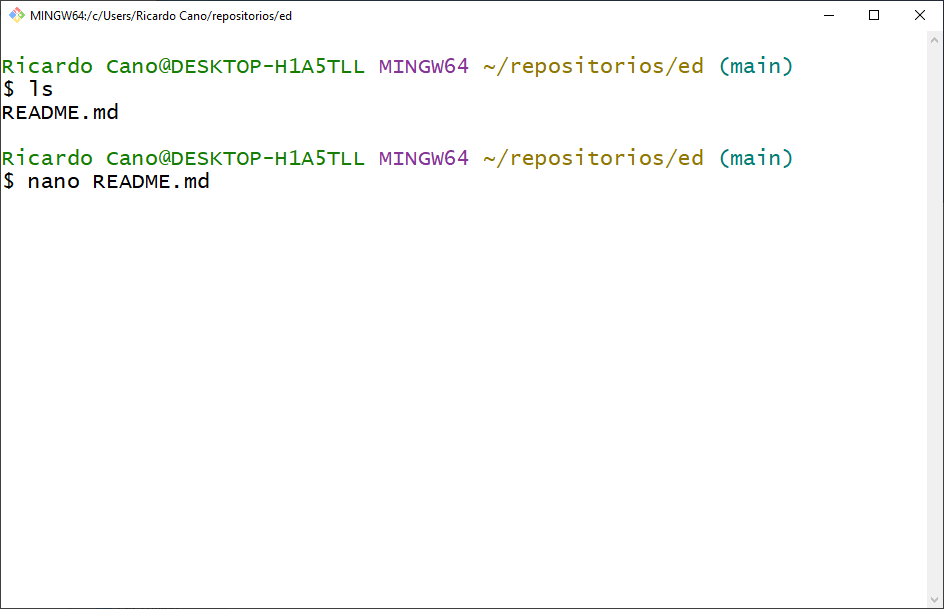 MINGW64:/c/Users/Ricardo Cano/repositorios/ed
Ricardo Cano@DESKTOP-H1A5TLL MINGW64 ~/repositorios/ed (main)
$ ls
README.md
Ricardo Cano@DESKTOP-H1A5TLL MINGW64 ~/repositorios/ed (main)
$ nano README.md